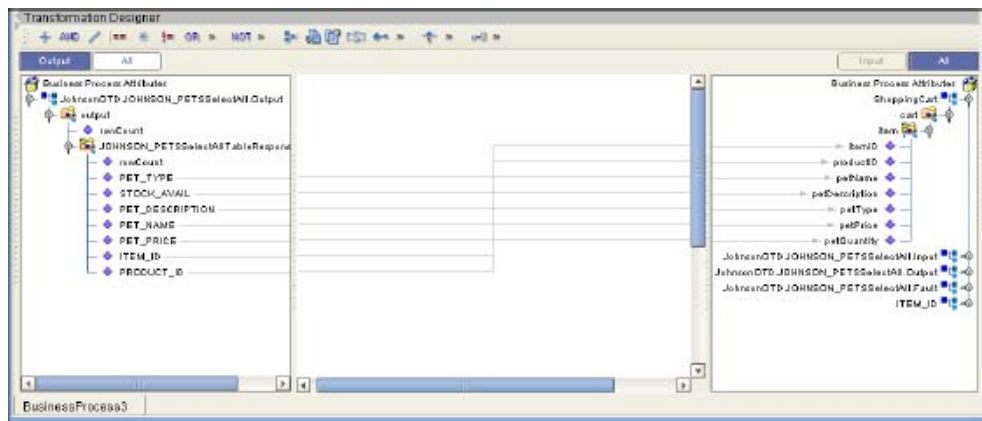 Transformation Designer
AND == != OR » NOT »
Output All
Input All
Business Process Attributes
JohnsonOTD.JOHNSON_PETSSelectAll.Output
output
rowCount
JOHNSON_PETSSelectAllTableRespons
rowCount
PET_TYPE
STOCK_AVAIL
PET_DESCRIPTION
PET_NAME
PET_PRICE
ITEM_ID
PRODUCT_ID
Business Process Attributes
ShoppingCart
cart
Item
ItemID
productID
petName
petDescription
petType
petPrice
petQuantity
JohnsonOTD.JOHNSON_PETSSelectAll.Input
JohnsonOTD.JOHNSON_PETSSelectAll.Output
JohnsonOTD.JOHNSON_PETSSelectAll.Fault
ITEM_ID
BusinessProcess3